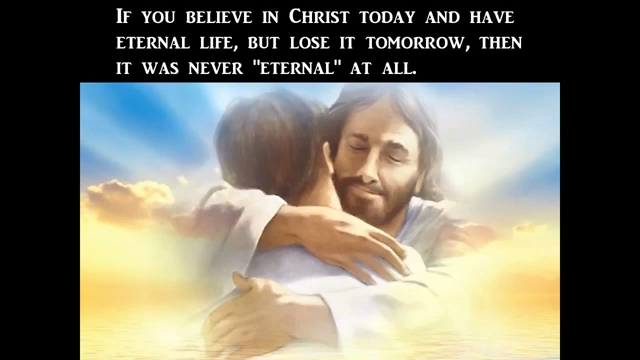 If you believe in Christ today and have
eternal life, but lose it tomorrow, then
it was never "eternal" at all.